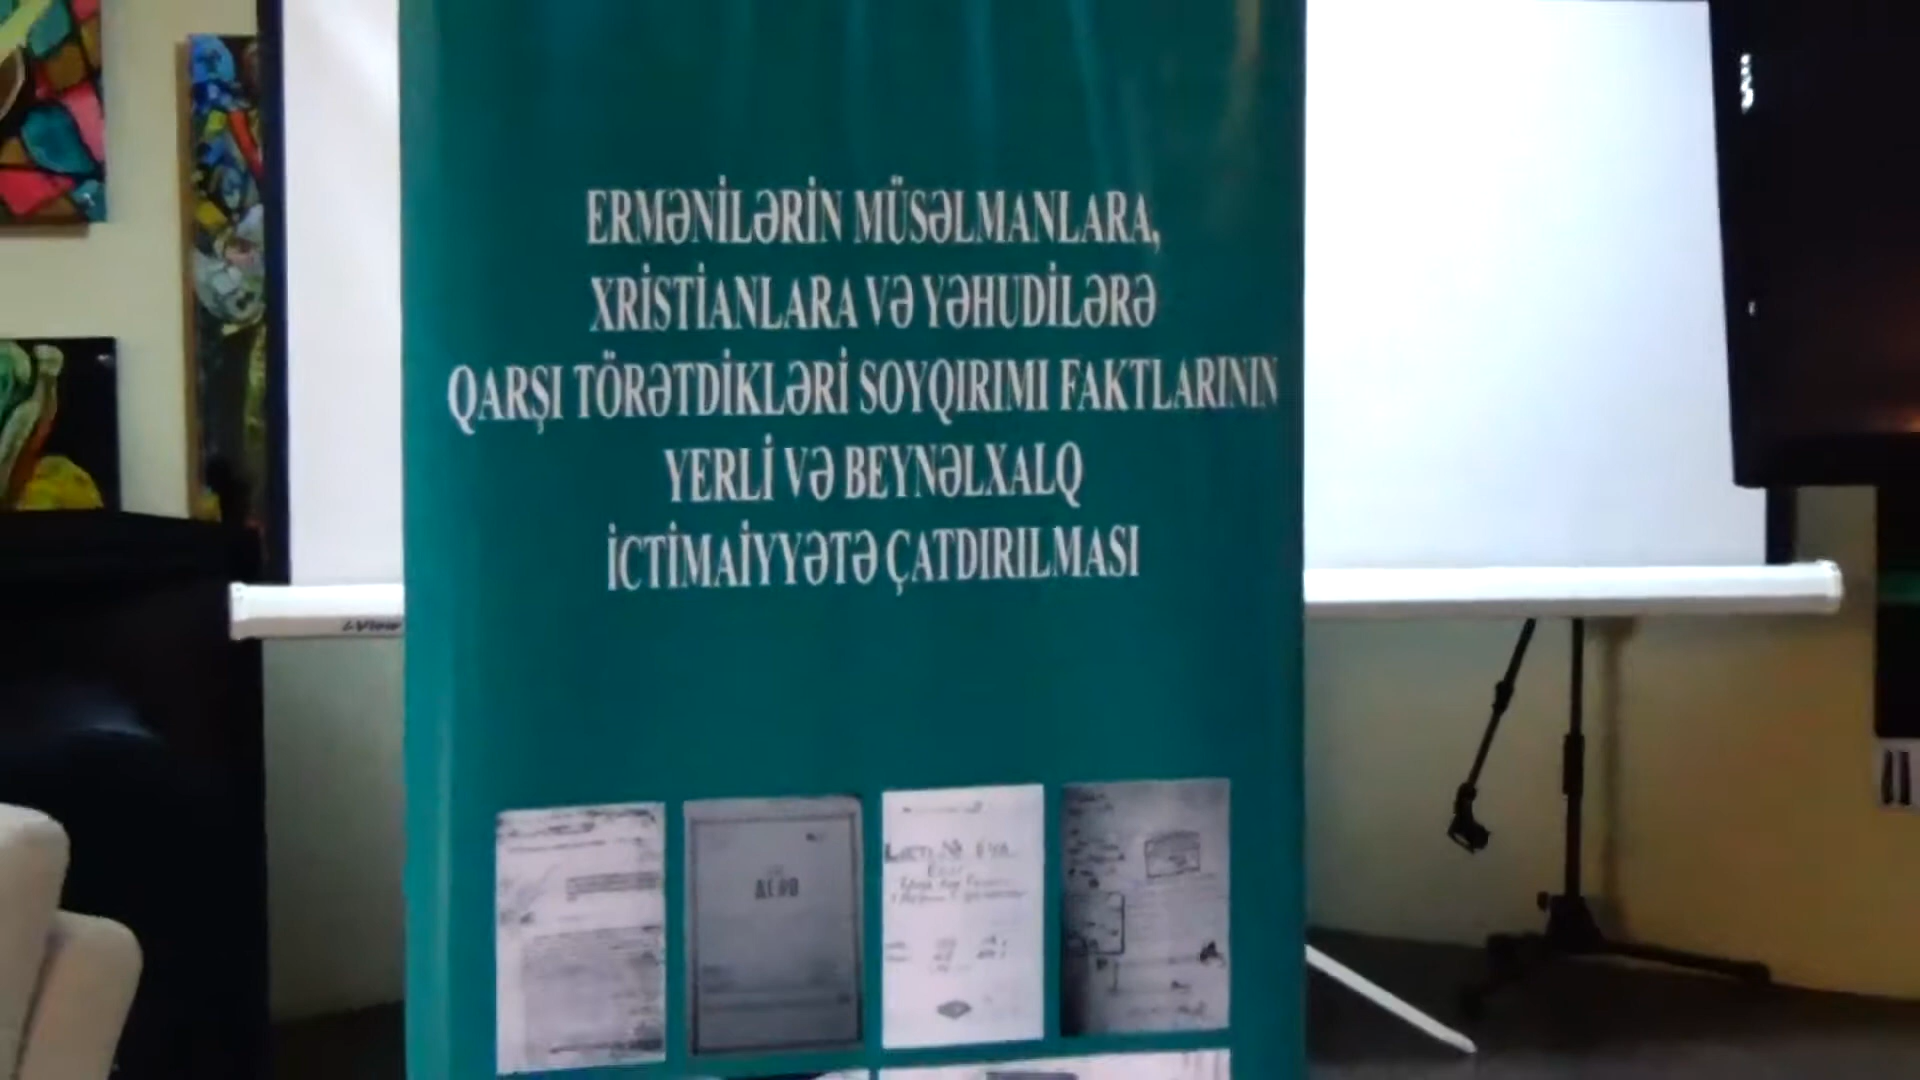 ERMƏNİLƏRİN MÜSƏLMANLARA,
XRİSTİANLARA VƏ YƏHUDİLƏRƏ
QARŞI TÖRƏTDİKLƏRİ SOYQIRIMI FAKTLARININ
YERLİ VƏ BEYNƏLXALQ
İCTİMAİYYƏTƏ ÇATDIRILMASI